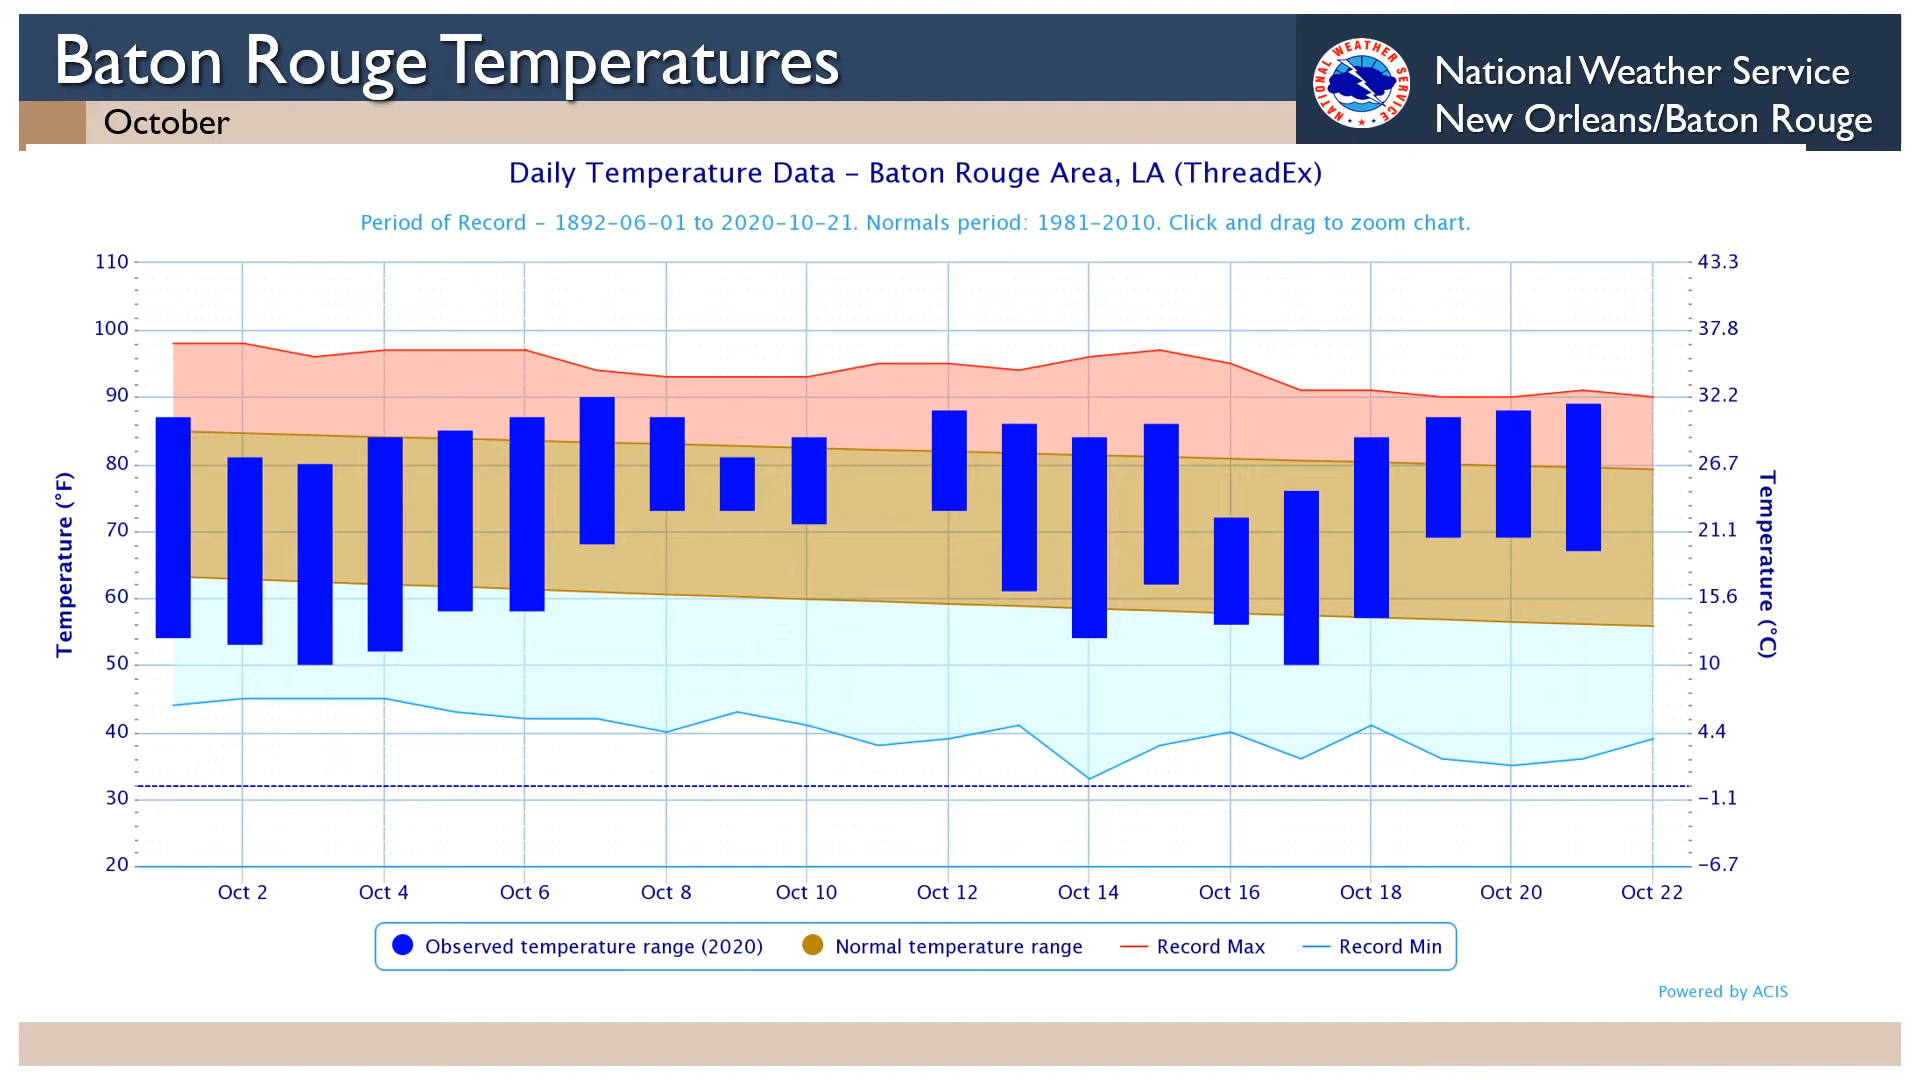 Baton Rouge Temperatures
October
NATIONAL WEATHER SERVICE
National Weather Service
New Orleans/Baton Rouge
Daily Temperature Data – Baton Rouge Area, LA (ThreadEx)
Period of Record – 1892–06–01 to 2020–10–21. Normals period: 1981–2010. Click and drag to zoom chart.
Temperature (°F)
110
100
90
80
70
60
50
40
30
20
43.3
37.8
32.2
26.7
21.1
15.6
10
4.4
–1.1
–6.7
Temperature (°C)
Oct 2
Oct 4
Oct 6
Oct 8
Oct 10
Oct 12
Oct 14
Oct 16
Oct 18
Oct 20
Oct 22
Observed temperature range (2020)
Normal temperature range
Record Max
Record Min
Powered by ACIS